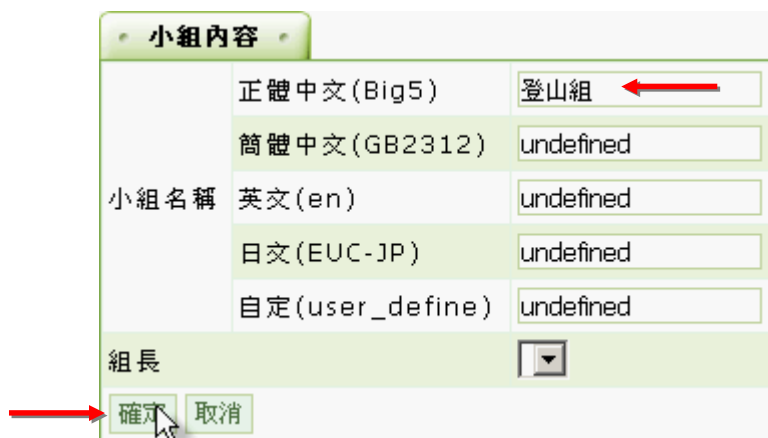 小組內容
正體中文(Big5) 登山組
簡體中文(GB2312) undefined
小組名稱 英文(en) undefined
日文(EUC-JP) undefined
自定(user_define) undefined
組長
確定 取消